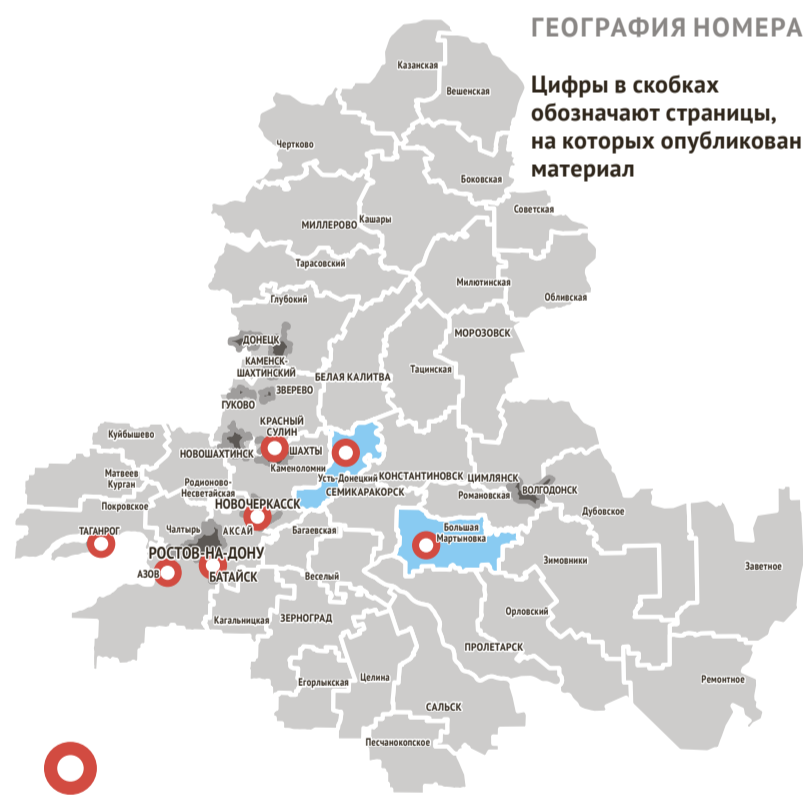 ГЕОГРАФИЯ НОМЕРА
Цифры в скобках
обозначают страницы,
на которых опубликован
материал
Казанская
Вешенская
Чертково
Боковская
Советская
МИЛЛЕРОВО
Кашары
Тарасовский
Милютинская
Обливская
Глубокий
ДОНЕЦК
МОРОЗОВСК
КАМЕНСК-
ШАХТИНСКИЙ
БЕЛАЯ КАЛИТВА
Тацинская
ЗВЕРЕВО
ГУКОВО
КРАСНЫЙ
СУЛИН
Куйбышево
НОВОШАХТИНСК
ШАХТЫ
Каменоломни
Матвеев
Курган
Родионово-
Несветайская
Усть-Донецкий
КОНСТАНТИНОВСК
ЦИМЛЯНСК
СЕМИКАРАКОРСК
Романовская
ВОЛГОДОНСК
Покровское
НОВОЧЕРКАССК
Дубовское
ТАГАНРОГ
Чалтырь
АКСАЙ
Багаевская
Большая
Мартыновка
РОСТОВ-НА-ДОНУ
Зимовники
Заветное
АЗОВ
БАТАЙСК
Веселый
Кагальницкая
ЗЕРНОГРАД
Орловский
ПРОЛЕТАРСК
Егорлыкская
Целина
Ремонтное
САЛЬСК
Песчанокопское